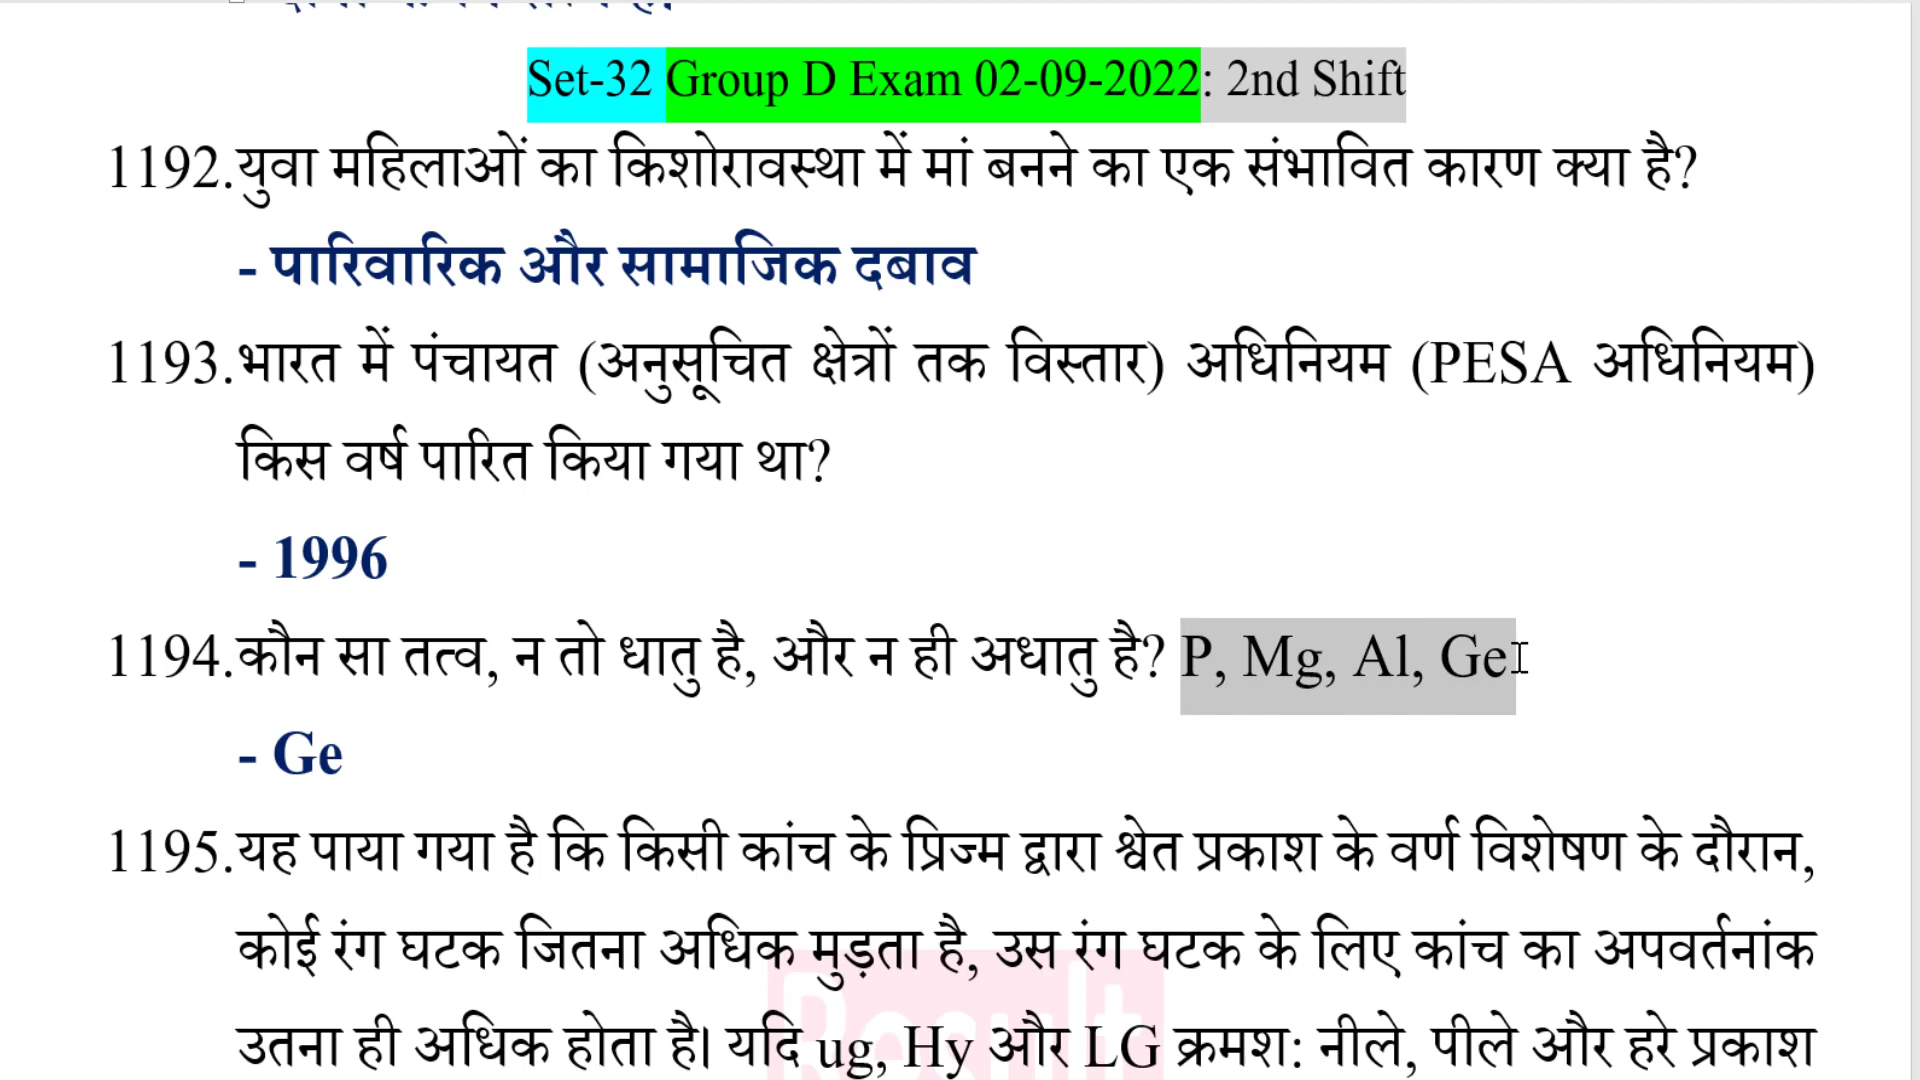 Set-32 Group D Exam 02-09-2022: 2nd Shift
1192.युवा महिलाओं का किशोरावस्था में मां बनने का एक संभावित कारण क्या है?
- पारिवारिक और सामाजिक दबाव
1193.भारत में पंचायत (अनुसूचित क्षेत्रों तक विस्तार) अधिनियम (PESA अधिनियम)
किस वर्ष पारित किया गया था?
- 1996
1194.कौन सा तत्व, न तो धातु है, और न ही अधातु है? P, Mg, Al, Ge
- Ge
1195.यह पाया गया है कि किसी कांच के प्रिज्म द्वारा श्वेत प्रकाश के वर्ण विशेषण के दौरान,
कोई रंग घटक जितना अधिक मुड़ता है, उस रंग घटक के लिए कांच का अपवर्तनांक
उतना ही अधिक होता है। यदि ug, Hy और LG क्रमश: नीले, पीले और हरे प्रकाश
Result